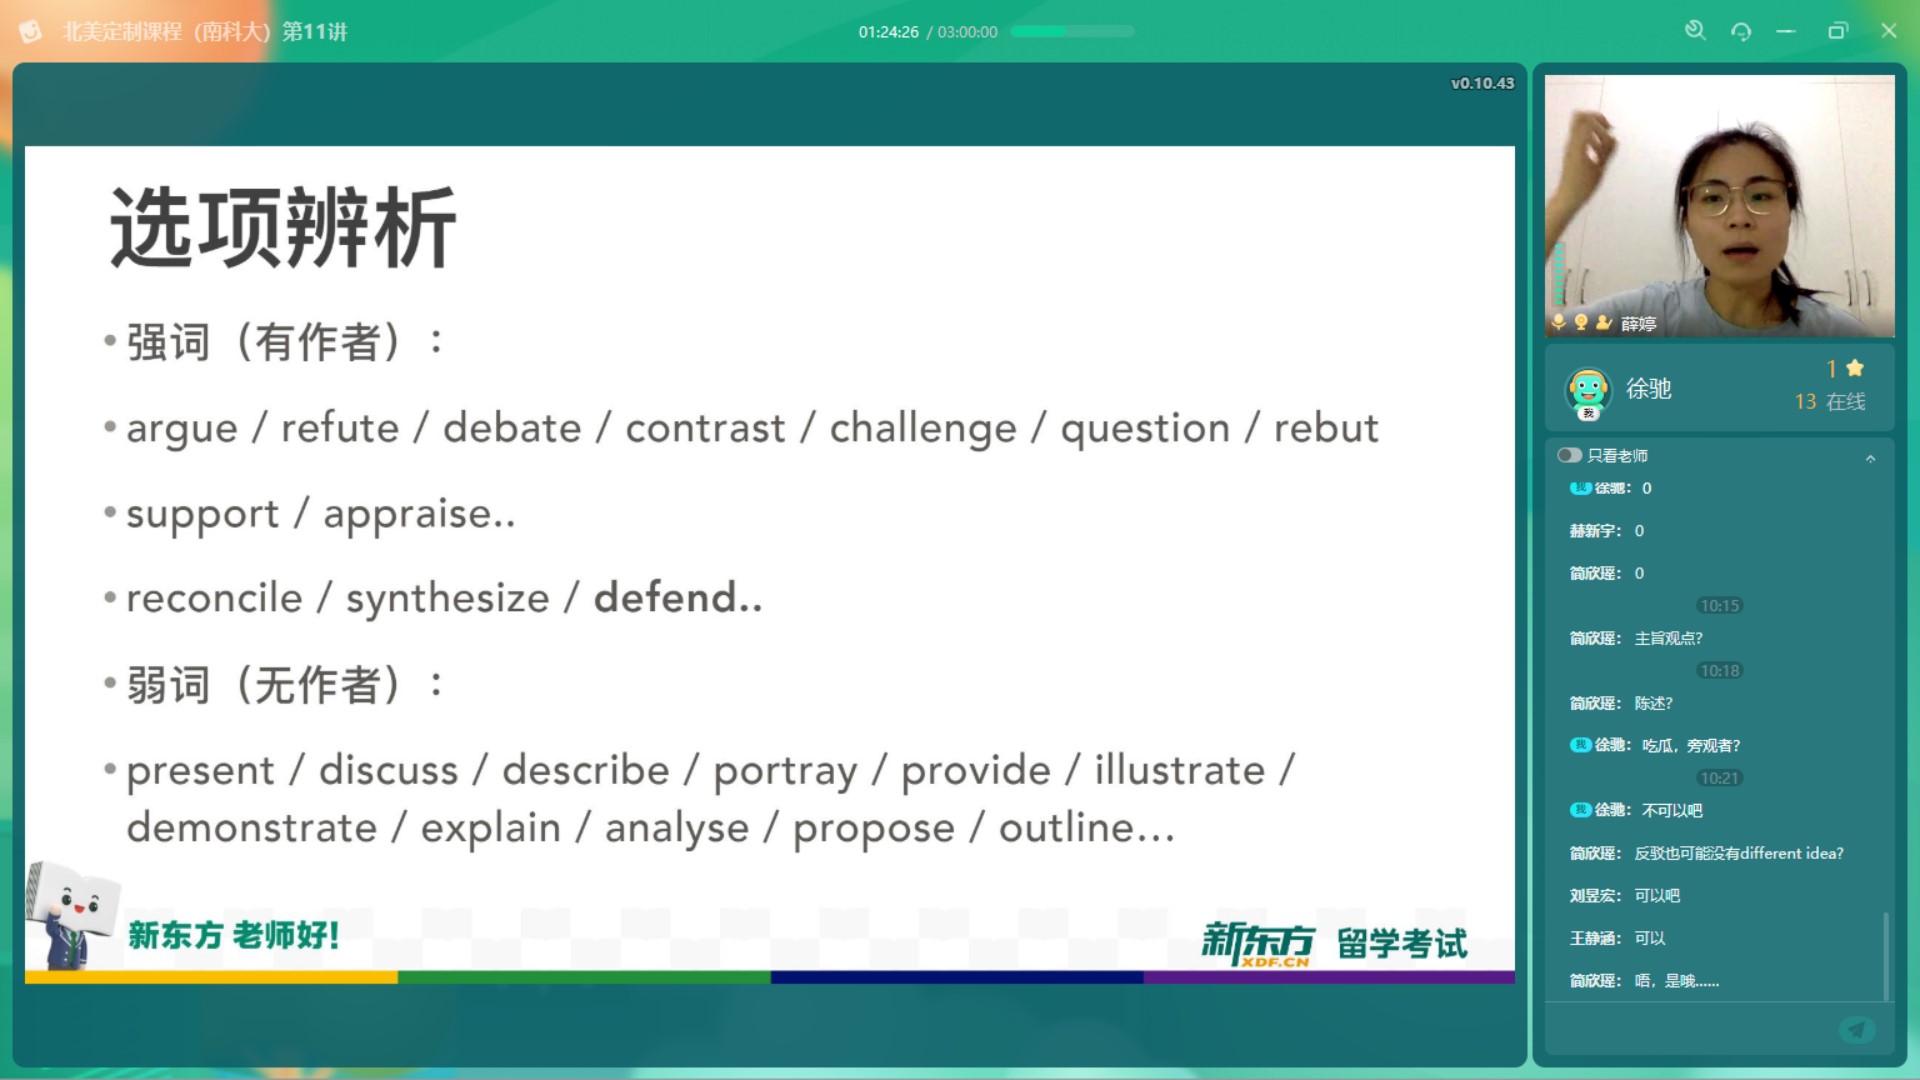 北美定制课程（南科大）第11讲
01:24:26 / 03:00:00
v0.10.43
选项辨析
• 强词（有作者）：
• argue / refute / debate / contrast / challenge / question / rebut
• support / appraise..
• reconcile / synthesize / defend..
• 弱词（无作者）：
• present / discuss / describe / portray / provide / illustrate /
demonstrate / explain / analyse / propose / outline...
新东方 老师好!
新东方 XDF.CN 留学考试
薛婷
我
徐驰
1
13 在线
只看老师
我 徐驰： 0
赫新宇： 0
简欣瑶： 0
10:15
简欣瑶： 主旨观点?
10:18
简欣瑶： 陈述?
我 徐驰： 吃瓜，旁观者?
10:21
我 徐驰： 不可以吧
简欣瑶： 反驳也可能没有different idea?
刘昱宏： 可以吧
王静涵： 可以
简欣瑶： 唔，是哦......